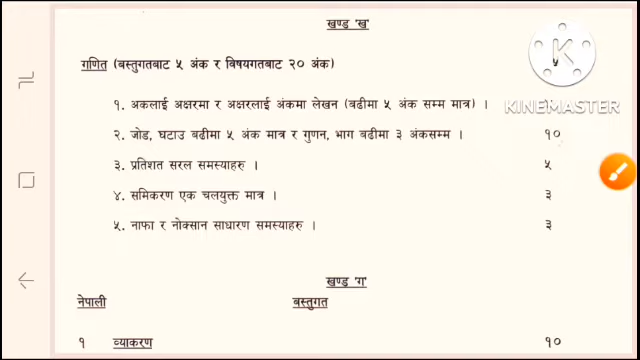 खण्ड 'ख'
गणित (बस्तुगतबाट ५ अंक र विषयगतबाट २० अंक)
१. अकलाई अक्षरमा र अक्षरलाई अंकमा लेखन (बढीमा ५ अंक सम्म मात्र) । ५
KINEMASTER
२. जोड, घटाउ बढीमा ५ अंक मात्र र गुणन, भाग बढीमा ३ अंकसम्म । १०
३. प्रतिशत सरल समस्याहरु । ५
४. समिकरण एक चलयुक्त मात्र । ३
५. नाफा र नोक्सान साधारण समस्याहरु । ३
खण्ड 'ग'
नेपाली बस्तुगत
१ व्याकरण १०